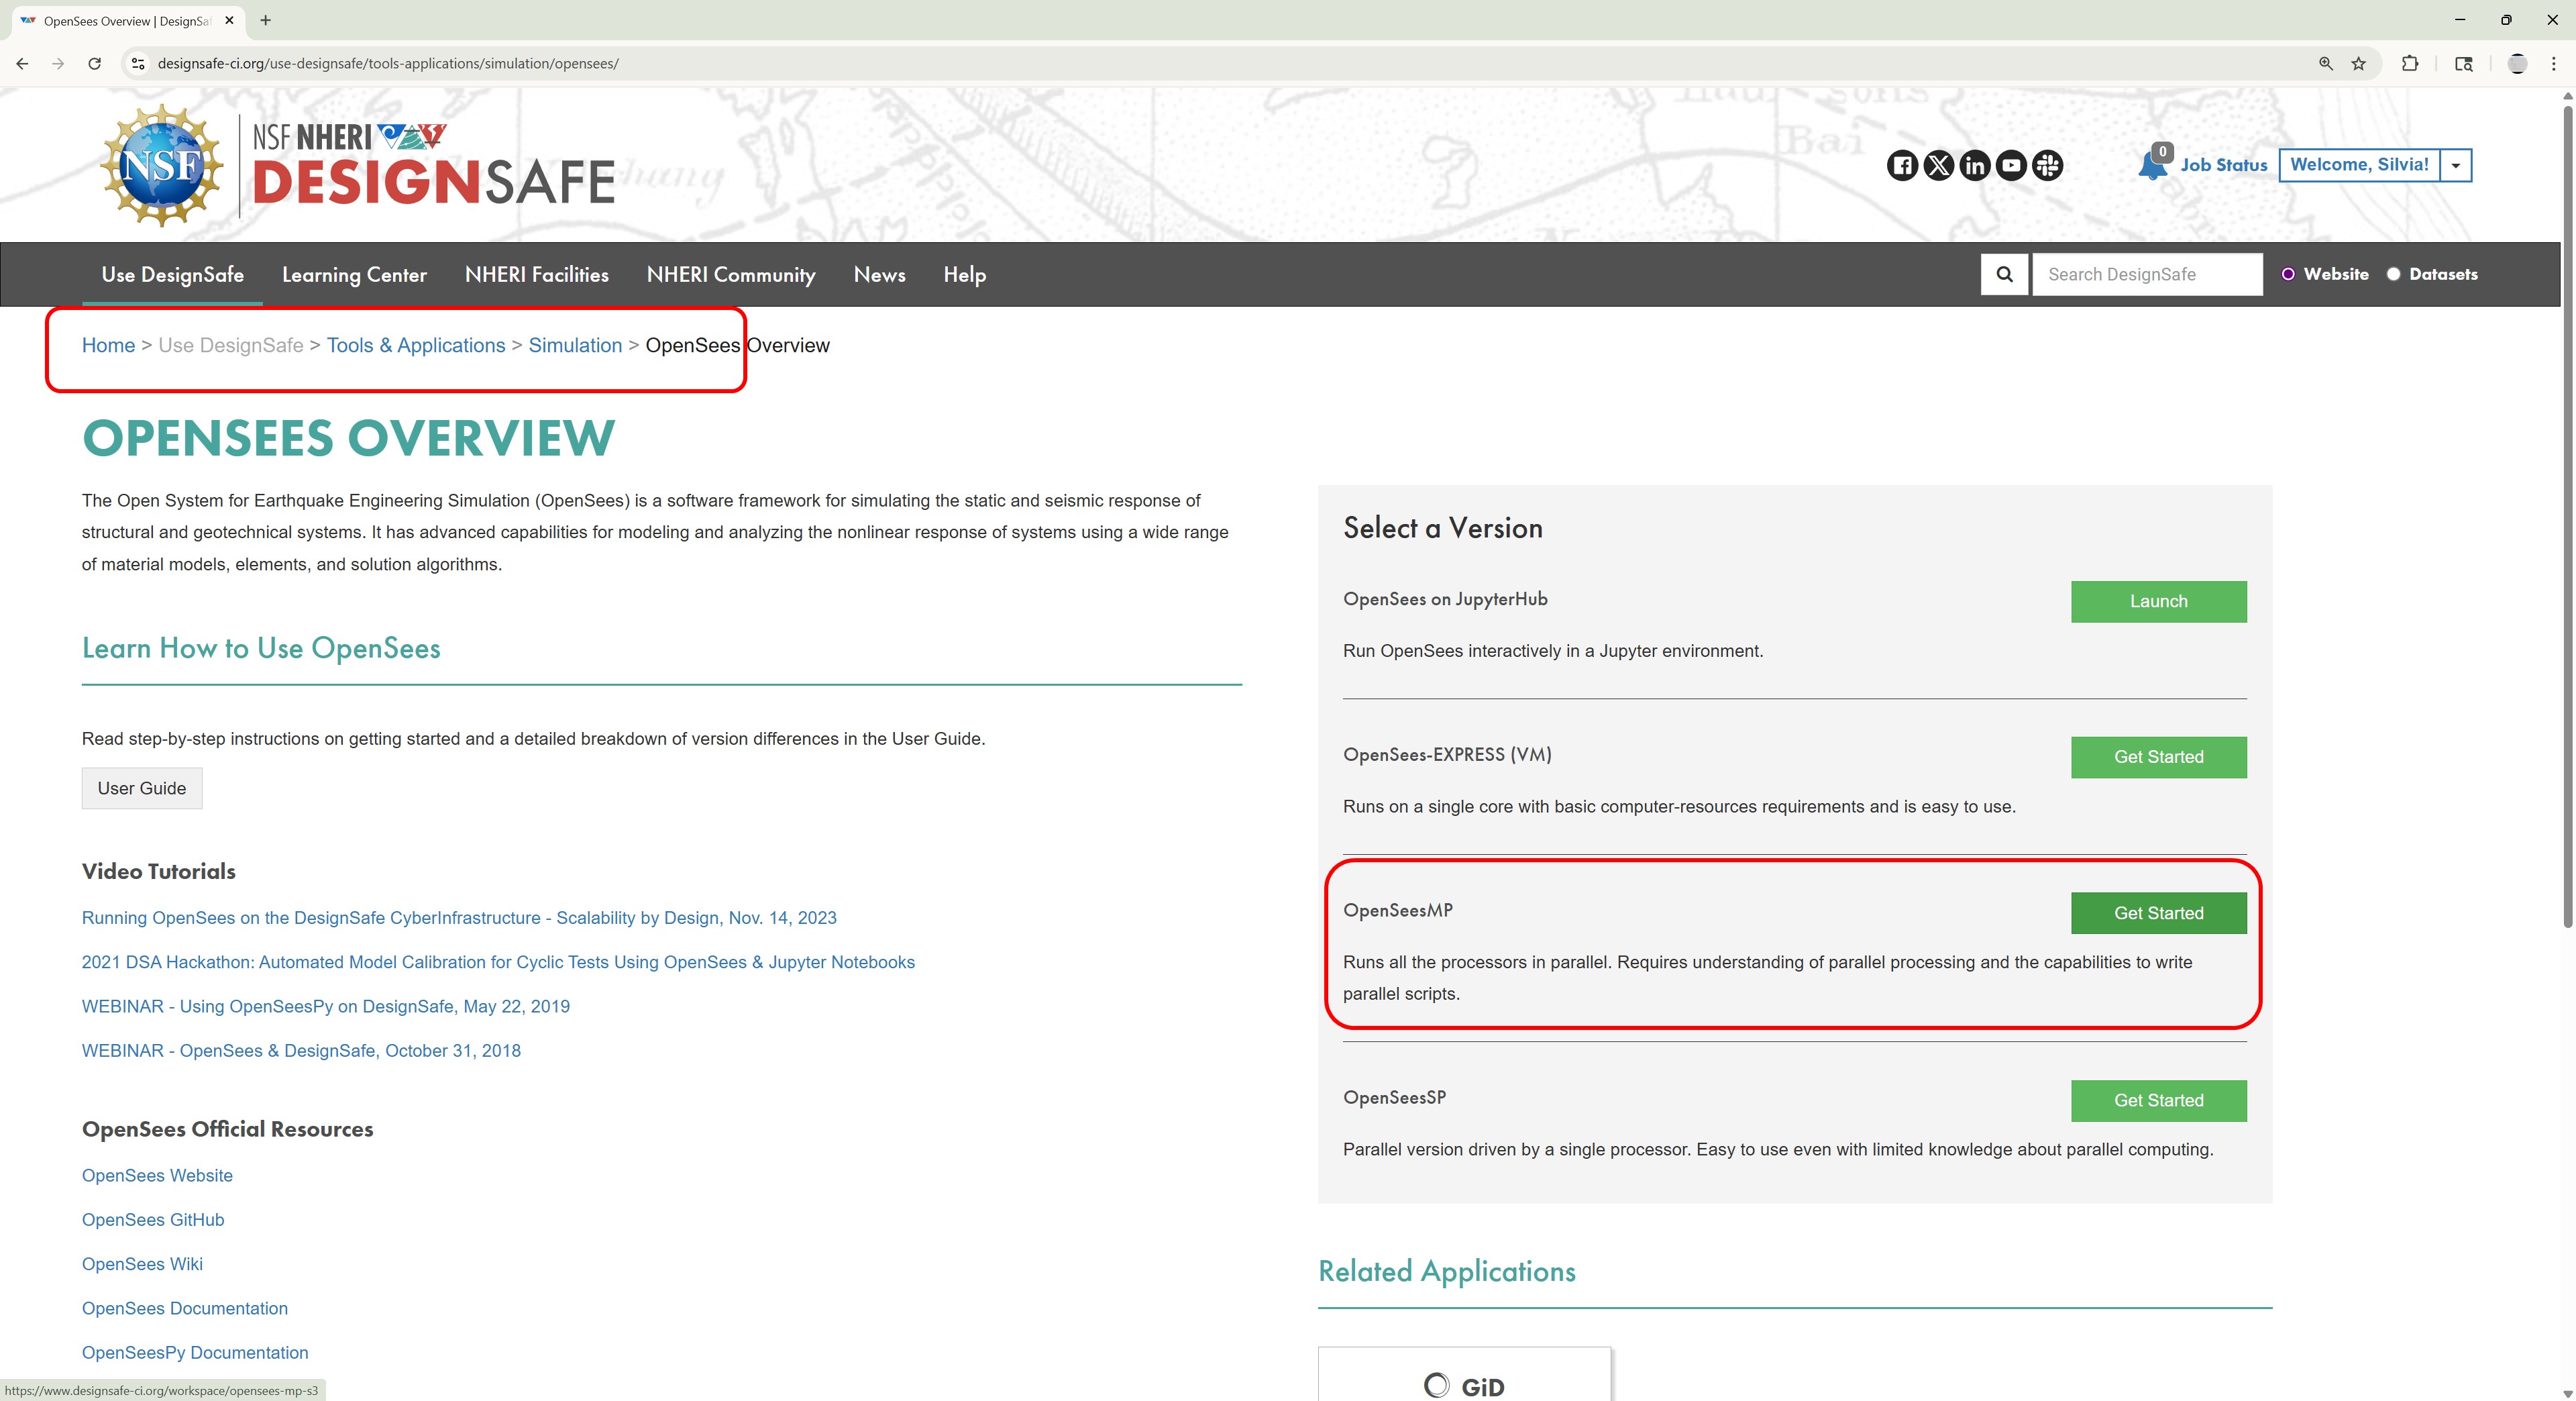 OpenSees Overview | DesignSa
designsafe-ci.org/use-designsafe/tools-applications/simulation/opensees/
NSF
NSF NHERI
DESIGNSAFE
0
Job Status
Welcome, Silvia!
Use DesignSafe
Learning Center
NHERI Facilities
NHERI Community
News
Help
Search DesignSafe
Website
Datasets
Home > Use DesignSafe > Tools & Applications > Simulation > OpenSees Overview
OPENSEES OVERVIEW
The Open System for Earthquake Engineering Simulation (OpenSees) is a software framework for simulating the static and seismic response of
structural and geotechnical systems. It has advanced capabilities for modeling and analyzing the nonlinear response of systems using a wide range
of material models, elements, and solution algorithms.
Learn How to Use OpenSees
Read step-by-step instructions on getting started and a detailed breakdown of version differences in the User Guide.
User Guide
Video Tutorials
Running OpenSees on the DesignSafe CyberInfrastructure - Scalability by Design, Nov. 14, 2023
2021 DSA Hackathon: Automated Model Calibration for Cyclic Tests Using OpenSees & Jupyter Notebooks
WEBINAR - Using OpenSeesPy on DesignSafe, May 22, 2019
WEBINAR - OpenSees & DesignSafe, October 31, 2018
OpenSees Official Resources
OpenSees Website
OpenSees GitHub
OpenSees Wiki
OpenSees Documentation
OpenSeesPy Documentation
Select a Version
OpenSees on JupyterHub
Launch
Run OpenSees interactively in a Jupyter environment.
OpenSees-EXPRESS (VM)
Get Started
Runs on a single core with basic computer-resources requirements and is easy to use.
OpenSeesMP
Get Started
Runs all the processors in parallel. Requires understanding of parallel processing and the capabilities to write
parallel scripts.
OpenSeesSP
Get Started
Parallel version driven by a single processor. Easy to use even with limited knowledge about parallel computing.
Related Applications
GiD
https://www.designsafe-ci.org/workspace/opensees-mp-s3